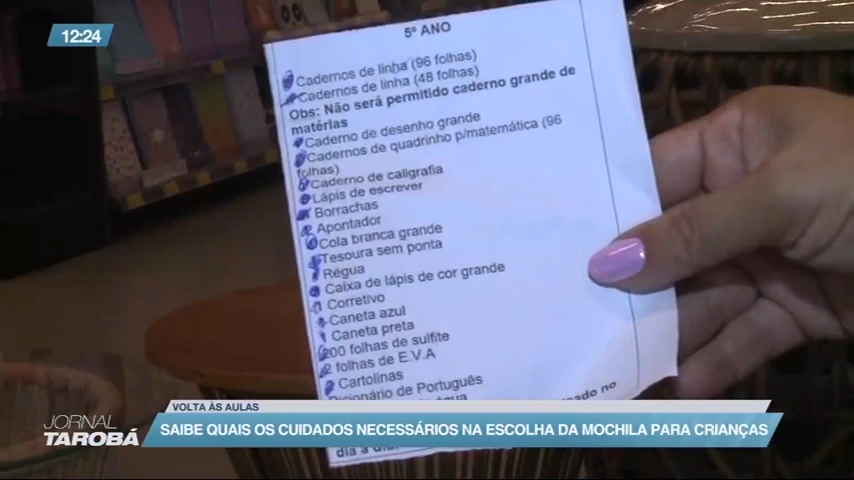 12:24
5º ANO
Cadernos de linha (96 folhas)
Cadernos de linha (48 folhas)
Obs: Não será permitido caderno grande de
matérias
Caderno de desenho grande
Cadernos de quadrinho p/matemática (96
folhas)
Caderno de caligrafia
Lápis de escrever
Borrachas
Apontador
Cola branca grande
Tesoura sem ponta
Régua
Caixa de lápis de cor grande
Corretivo
Caneta azul
Caneta preta
200 folhas de sulfite
2 folhas de E.V.A
Cartolinas
Dicionário de Português
no
dia a
VOLTA ÀS AULAS
JORNAL
TAROBÁ
SAIBE QUAIS OS CUIDADOS NECESSÁRIOS NA ESCOLHA DA MOCHILA PARA CRIANÇAS